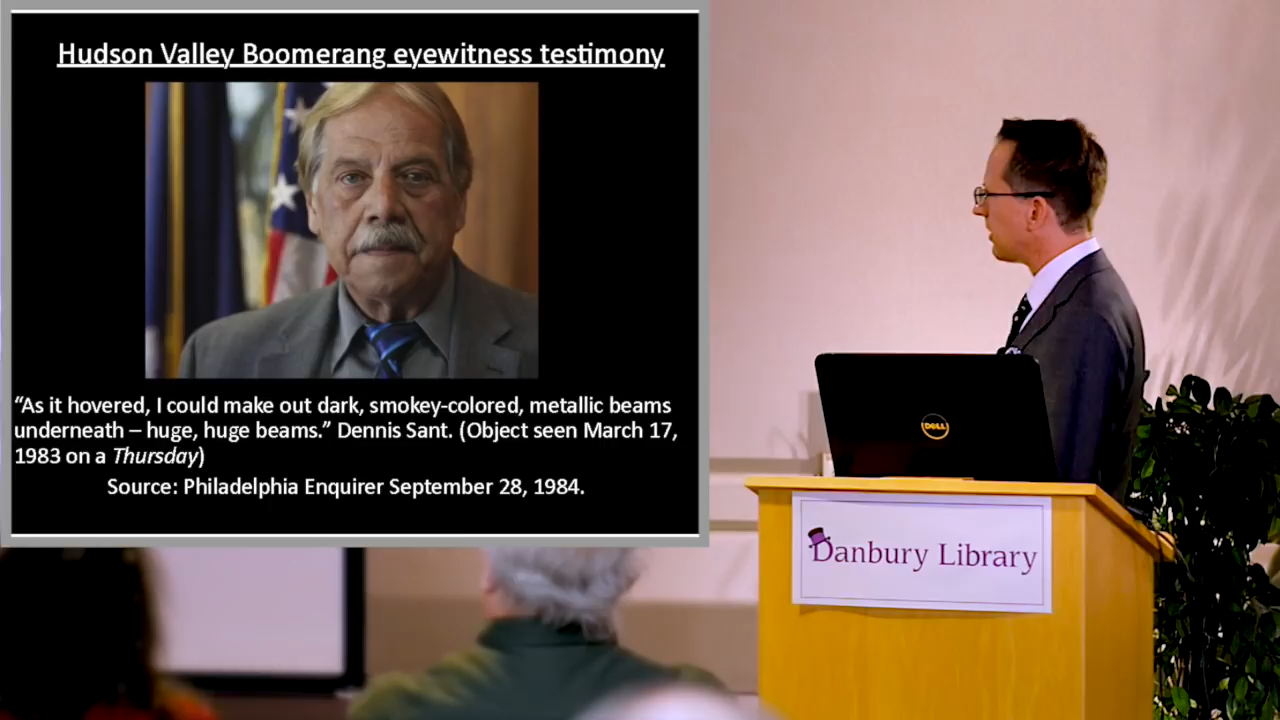 Hudson Valley Boomerang eyewitness testimony
“As it hovered, I could make out dark, smokey-colored, metallic beams
underneath – huge, huge beams.” Dennis Sant. (Object seen March 17,
1983 on a Thursday)
Source: Philadelphia Enquirer September 28, 1984.
DELL
Danbury Library